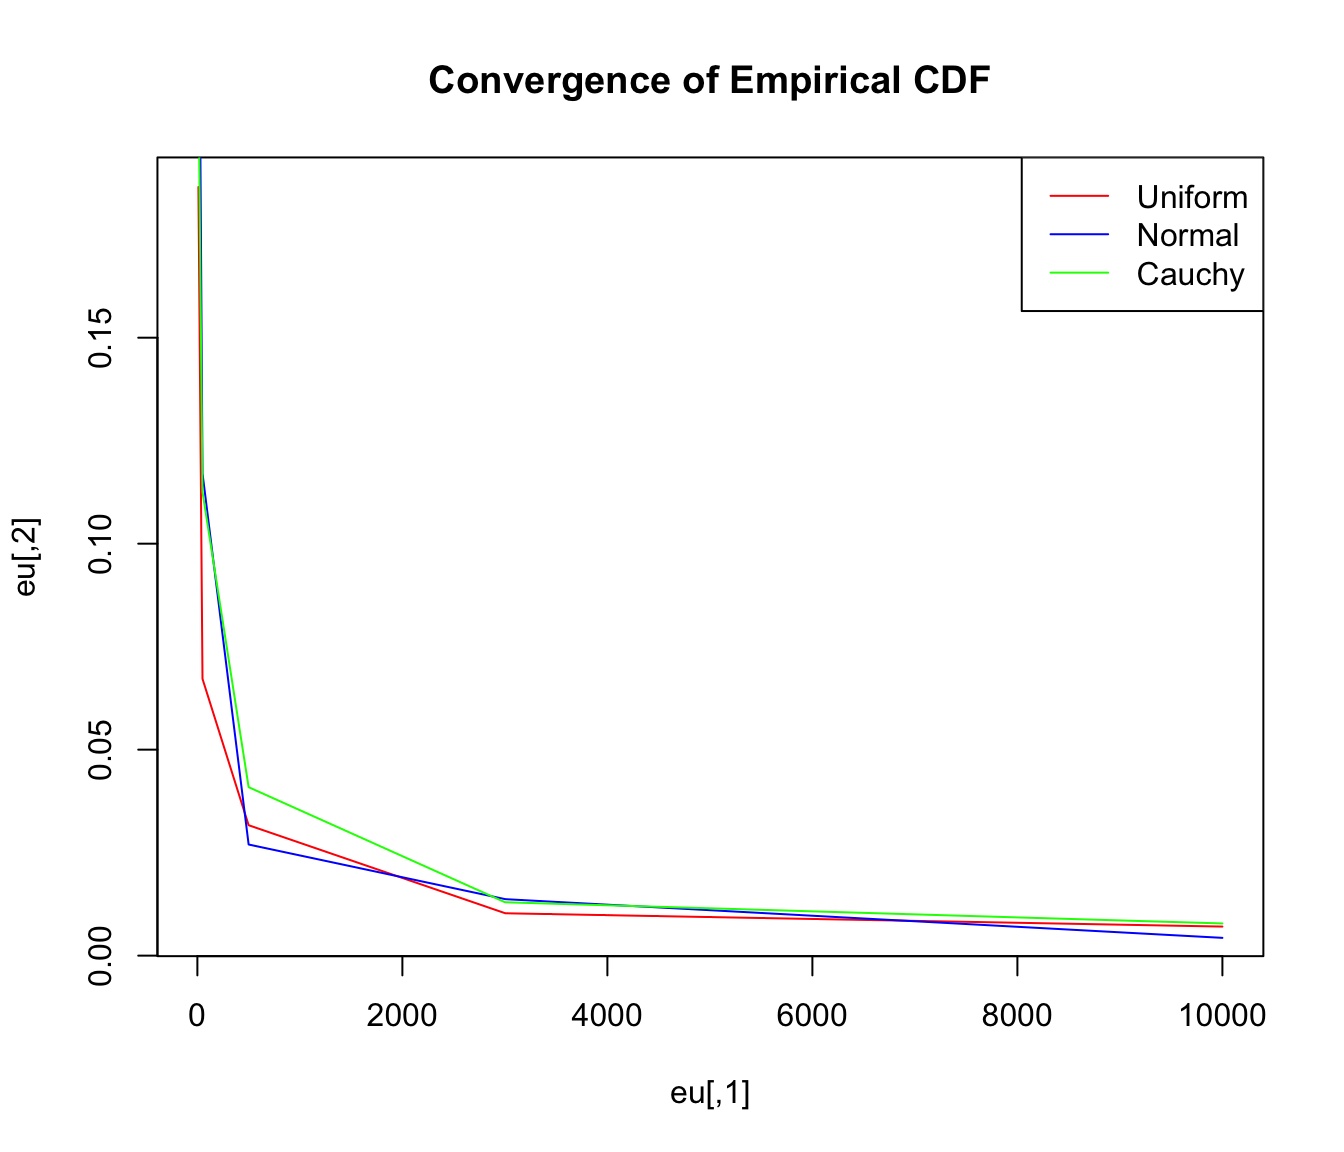 Convergence of Empirical CDF
Uniform
Normal
Cauchy
0.15
0.10
0.05
0.00
eu[,2]
0 2000 4000 6000 8000 10000
eu[,1]